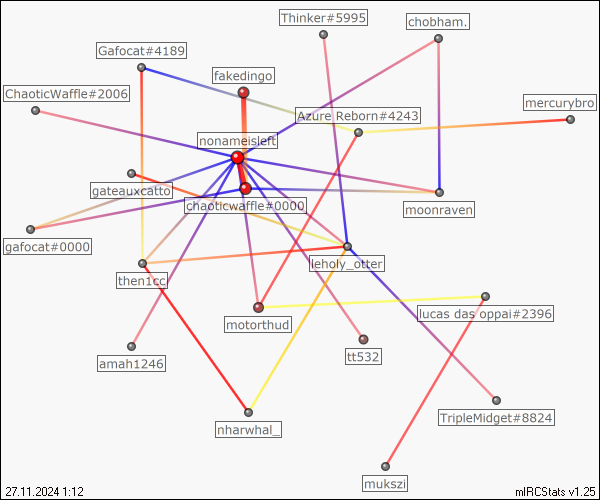 Thinker#5995
chobham.
Gafocat#4189
fakedingo
ChaoticWaffle#2006
mercurybro
Azure Reborn#4243
nonameisleft
gateauxcatto
chaoticwaffle#0000
moonraven
gafocat#0000
leholy_otter
then1cc
lucas das oppai#2396
motorthud
tt532
amah1246
TripleMidget#8824
nharwhal_
mukszi
27.11.2024 1:12
mIRCStats v1.25